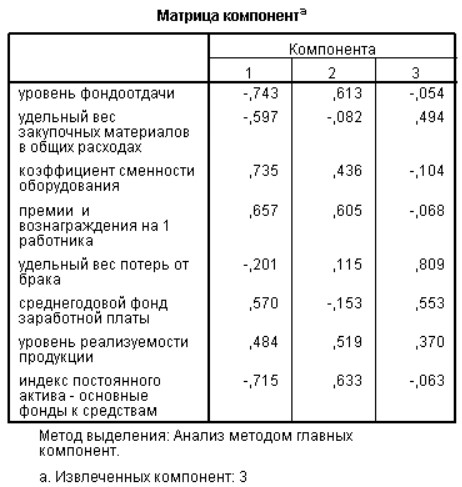 Матрица компонентª
Компонента
1 2 3
уровень фондоотдачи -,743 ,613 -,054
удельный вес -,597 -,082 ,494
закупочных материалов
в общих расходах
коэффициент сменности ,735 ,436 -,104
оборудования
премии и ,657 ,605 -,068
вознаграждения на 1
работника
удельный вес потерь от -,201 ,115 ,809
брака
среднегодовой фонд ,570 -,153 ,553
заработной платы
уровень реализуемости ,484 ,519 ,370
продукции
индекс постоянного -,715 ,633 -,063
актива - основные
фонды к средствам
Метод выделения: Анализ методом главных
компонент.
a. Извлеченных компонент: 3